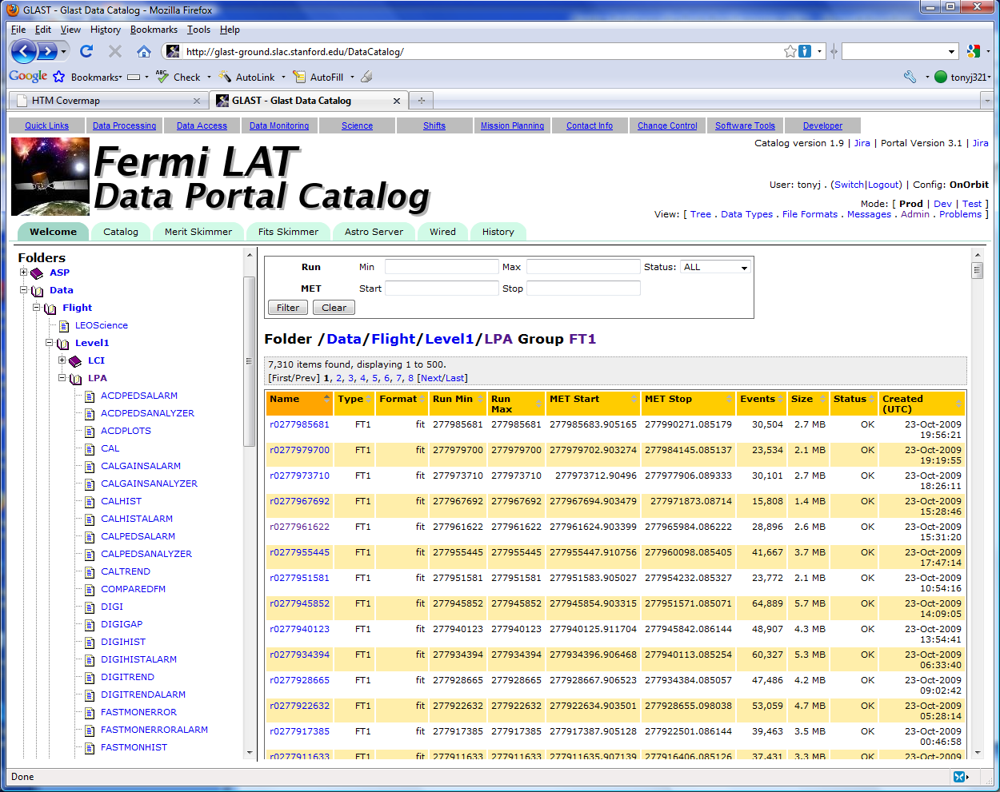 GLAST - Glast Data Catalog - Mozilla Firefox
File Edit View History Bookmarks Tools Help
http://glast-ground.slac.stanford.edu/DataCatalog/
Google Bookmarks ABC Check AutoLink AutoFill tonyj321
HTM Covermap GLAST - Glast Data Catalog
Quick Links Data Processing Data Access Data Monitoring Science Shifts Mission Planning Contact Info Change Control Software Tools Developer
Catalog version 1.9 | Jira | Portal Version 3.1 | Jira
Fermi LAT
Data Portal Catalog
User: tonyj . (Switch|Logout) | Config: OnOrbit
Mode: [ Prod | Dev | Test ]
View: [ Tree . Data Types . File Formats . Messages . Admin . Problems ]
Welcome Catalog Merit Skimmer Fits Skimmer Astro Server Wired History
Folders
ASP
Data
Flight
LEOScience
Level1
LCI
LPA
ACDPEDSALARM
ACDPEDSANALYZER
ACDPLOTS
CAL
CALGAINSALARM
CALGAINSANALYZER
CALHIST
CALHISTALARM
CALPEDSALARM
CALPEDSANALYZER
CALTREND
COMPAREDFM
DIGI
DIGIGAP
DIGIHIST
DIGIHISTALARM
DIGITREND
DIGITRENDALARM
FASTMONERROR
FASTMONERRORALARM
FASTMONHIST
Run Min Max Status: ALL
MET Start Stop
Filter Clear
Folder /Data/Flight/Level1/LPA Group FT1
7,310 items found, displaying 1 to 500.
[First/Prev] 1, 2, 3, 4, 5, 6, 7, 8 [Next/Last]
Name Type Format Run Min Run Max MET Start MET Stop Events Size Status Created (UTC)
r0277985681 FT1 fit 277985681 277985681 277985683.905165 277990271.085179 30,504 2.7 MB OK 23-Oct-2009
19:56:21
r0277979700 FT1 fit 277979700 277979700 277979702.903274 277984145.085137 23,534 2.1 MB OK 23-Oct-2009
19:19:55
r0277973710 FT1 fit 277973710 277973710 277973712.90496 277977906.089333 30,101 2.7 MB OK 23-Oct-2009
18:26:11
r0277967692 FT1 fit 277967692 277967692 277967694.903479 277971873.08714 15,808 1.4 MB OK 23-Oct-2009
15:28:46
r0277961622 FT1 fit 277961622 277961622 277961624.903399 277965984.086222 28,896 2.6 MB OK 23-Oct-2009
15:31:20
r0277955445 FT1 fit 277955445 277955445 277955447.910756 277960098.085405 41,667 3.7 MB OK 23-Oct-2009
17:47:14
r0277951581 FT1 fit 277951581 277951581 277951583.905027 277954232.085327 23,772 2.1 MB OK 23-Oct-2009
10:54:16
r0277945852 FT1 fit 277945852 277945852 277945854.903315 277951571.085071 64,889 5.7 MB OK 23-Oct-2009
14:09:05
r0277940123 FT1 fit 277940123 277940123 277940125.911704 277945842.086144 48,907 4.3 MB OK 23-Oct-2009
13:54:41
r0277934394 FT1 fit 277934394 277934394 277934396.906468 277940113.085254 60,327 5.3 MB OK 23-Oct-2009
06:33:40
r0277928665 FT1 fit 277928665 277928665 277928667.906523 277934384.085057 47,486 4.2 MB OK 23-Oct-2009
09:02:42
r0277922632 FT1 fit 277922632 277922632 277922634.903501 277928655.098038 53,059 4.7 MB OK 23-Oct-2009
05:28:14
r0277917385 FT1 fit 277917385 277917385 277917387.905128 277922501.086144 39,463 3.5 MB OK 23-Oct-2009
00:46:58
r0277911633 FT1 fit 277911633 277911633 277911635.907139 277916406.085126 37,431 3.3 MB OK 23-Oct-2009
Done